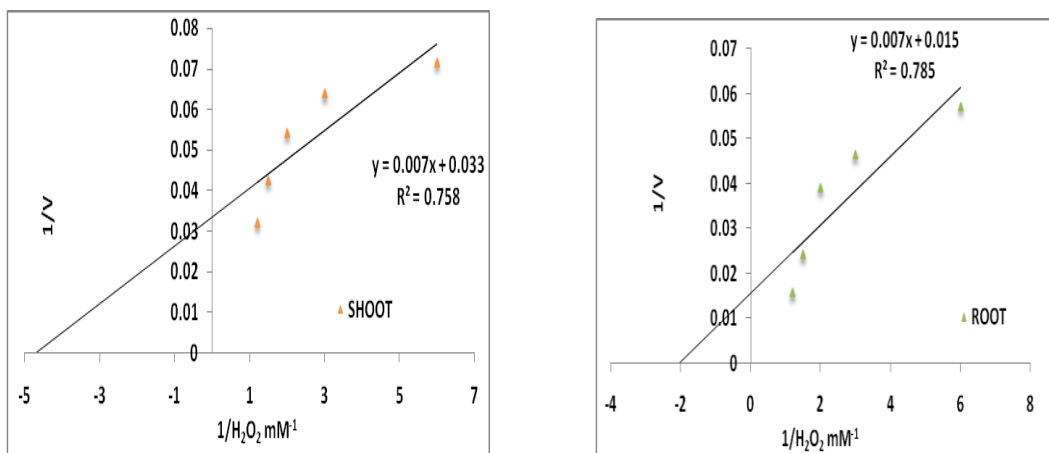 0.08
0.07
0.06
0.05
0.04
0.03
0.02
0.01
0
1/V
y = 0.007x + 0.033
R² = 0.758
SHOOT
-5 -3 -1 1 3 5 7
1/H₂O₂ mM⁻¹
y = 0.007x + 0.015
R² = 0.785
0.07
0.06
0.05
0.04
0.03
0.02
0.01
0
1/V
ROOT
-4 -2 0 2 4 6 8
1/H₂O₂ mM⁻¹